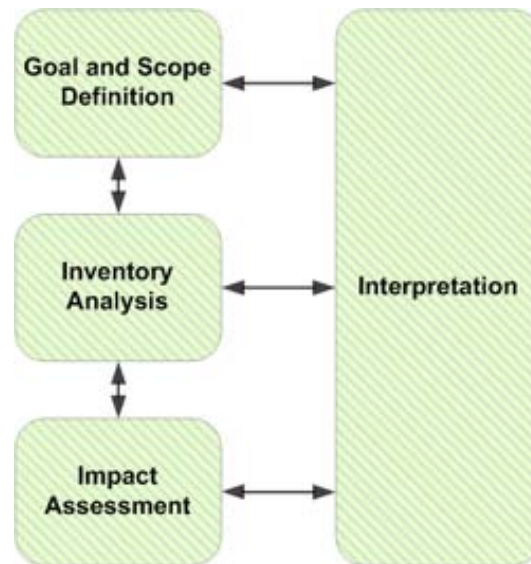 Goal and Scope
Definition
Inventory
Analysis
Interpretation
Impact
Assessment